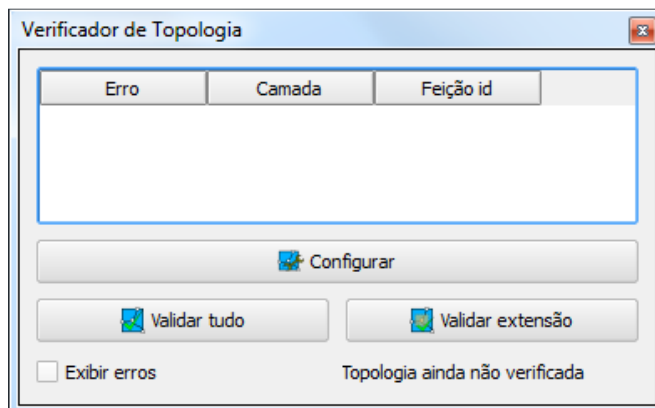 Verificador de Topologia
Erro Camada Feição id
Configurar
Validar tudo Validar extensão
Exibir erros Topologia ainda não verificada